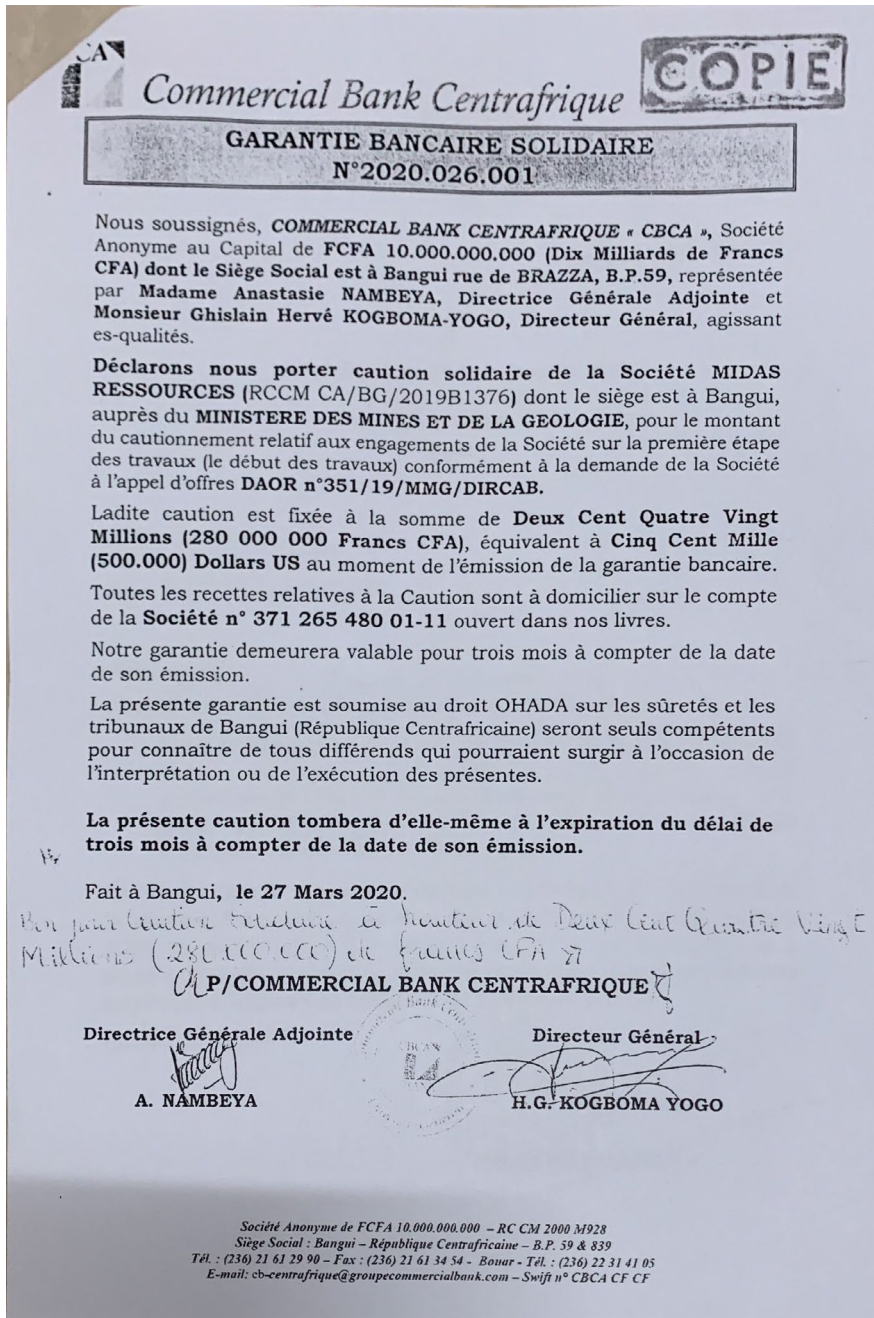 CA
COPIE
Commercial Bank Centrafrique
GARANTIE BANCAIRE SOLIDAIRE
N°2020.026.001
Nous soussignés, COMMERCIAL BANK CENTRAFRIQUE « CBCA », Société
Anonyme au Capital de FCFA 10.000.000.000 (Dix Milliards de Francs
CFA) dont le Siège Social est à Bangui rue de BRAZZA, B.P.59, représentée
par Madame Anastasie NAMBEYA, Directrice Générale Adjointe et
Monsieur Ghislain Hervé KOGBOMA-YOGO, Directeur Général, agissant
es-qualités.
Déclarons nous porter caution solidaire de la Société MIDAS
RESSOURCES (RCCM CA/BG/2019B1376) dont le siège est à Bangui,
auprès du MINISTERE DES MINES ET DE LA GEOLOGIE, pour le montant
du cautionnement relatif aux engagements de la Société sur la première étape
des travaux (le début des travaux) conformément à la demande de la Société
à l'appel d'offres DAOR n°351/19/MMG/DIRCAB.
Ladite caution est fixée à la somme de Deux Cent Quatre Vingt
Millions (280 000 000 Francs CFA), équivalent à Cinq Cent Mille
(500.000) Dollars US au moment de l'émission de la garantie bancaire.
Toutes les recettes relatives à la Caution sont à domicilier sur le compte
de la Société n° 371 265 480 01-11 ouvert dans nos livres.
Notre garantie demeurera valable pour trois mois à compter de la date
de son émission.
La présente garantie est soumise au droit OHADA sur les sûretés et les
tribunaux de Bangui (République Centrafricaine) seront seuls compétents
pour connaître de tous différends qui pourraient surgir à l'occasion de
l'interprétation ou de l'exécution des présentes.
La présente caution tombera d'elle-même à l'expiration du délai de
trois mois à compter de la date de son émission.
Fait à Bangui, le 27 Mars 2020.
Bon pour Caution Solidaire à hauteur de Deux Cent Quatre Vingt
Millions (280.000.000) de francs CFA
P/COMMERCIAL BANK CENTRAFRIQUE
Directrice Générale Adjointe
Directeur Général
CBCA
A. NAMBEYA
H.G. KOGBOMA YOGO
Société Anonyme de FCFA 10.000.000.000 – RC CM 2000 M928
Siège Social : Bangui – République Centrafricaine – B.P. 59 & 839
Tél. : (236) 21 61 29 90 – Fax : (236) 21 61 34 54 - Bouar - Tél. : (236) 22 31 41 05
E-mail: cb-centrafrique@groupecommercialbank.com – Swift n° CBCA CF CF